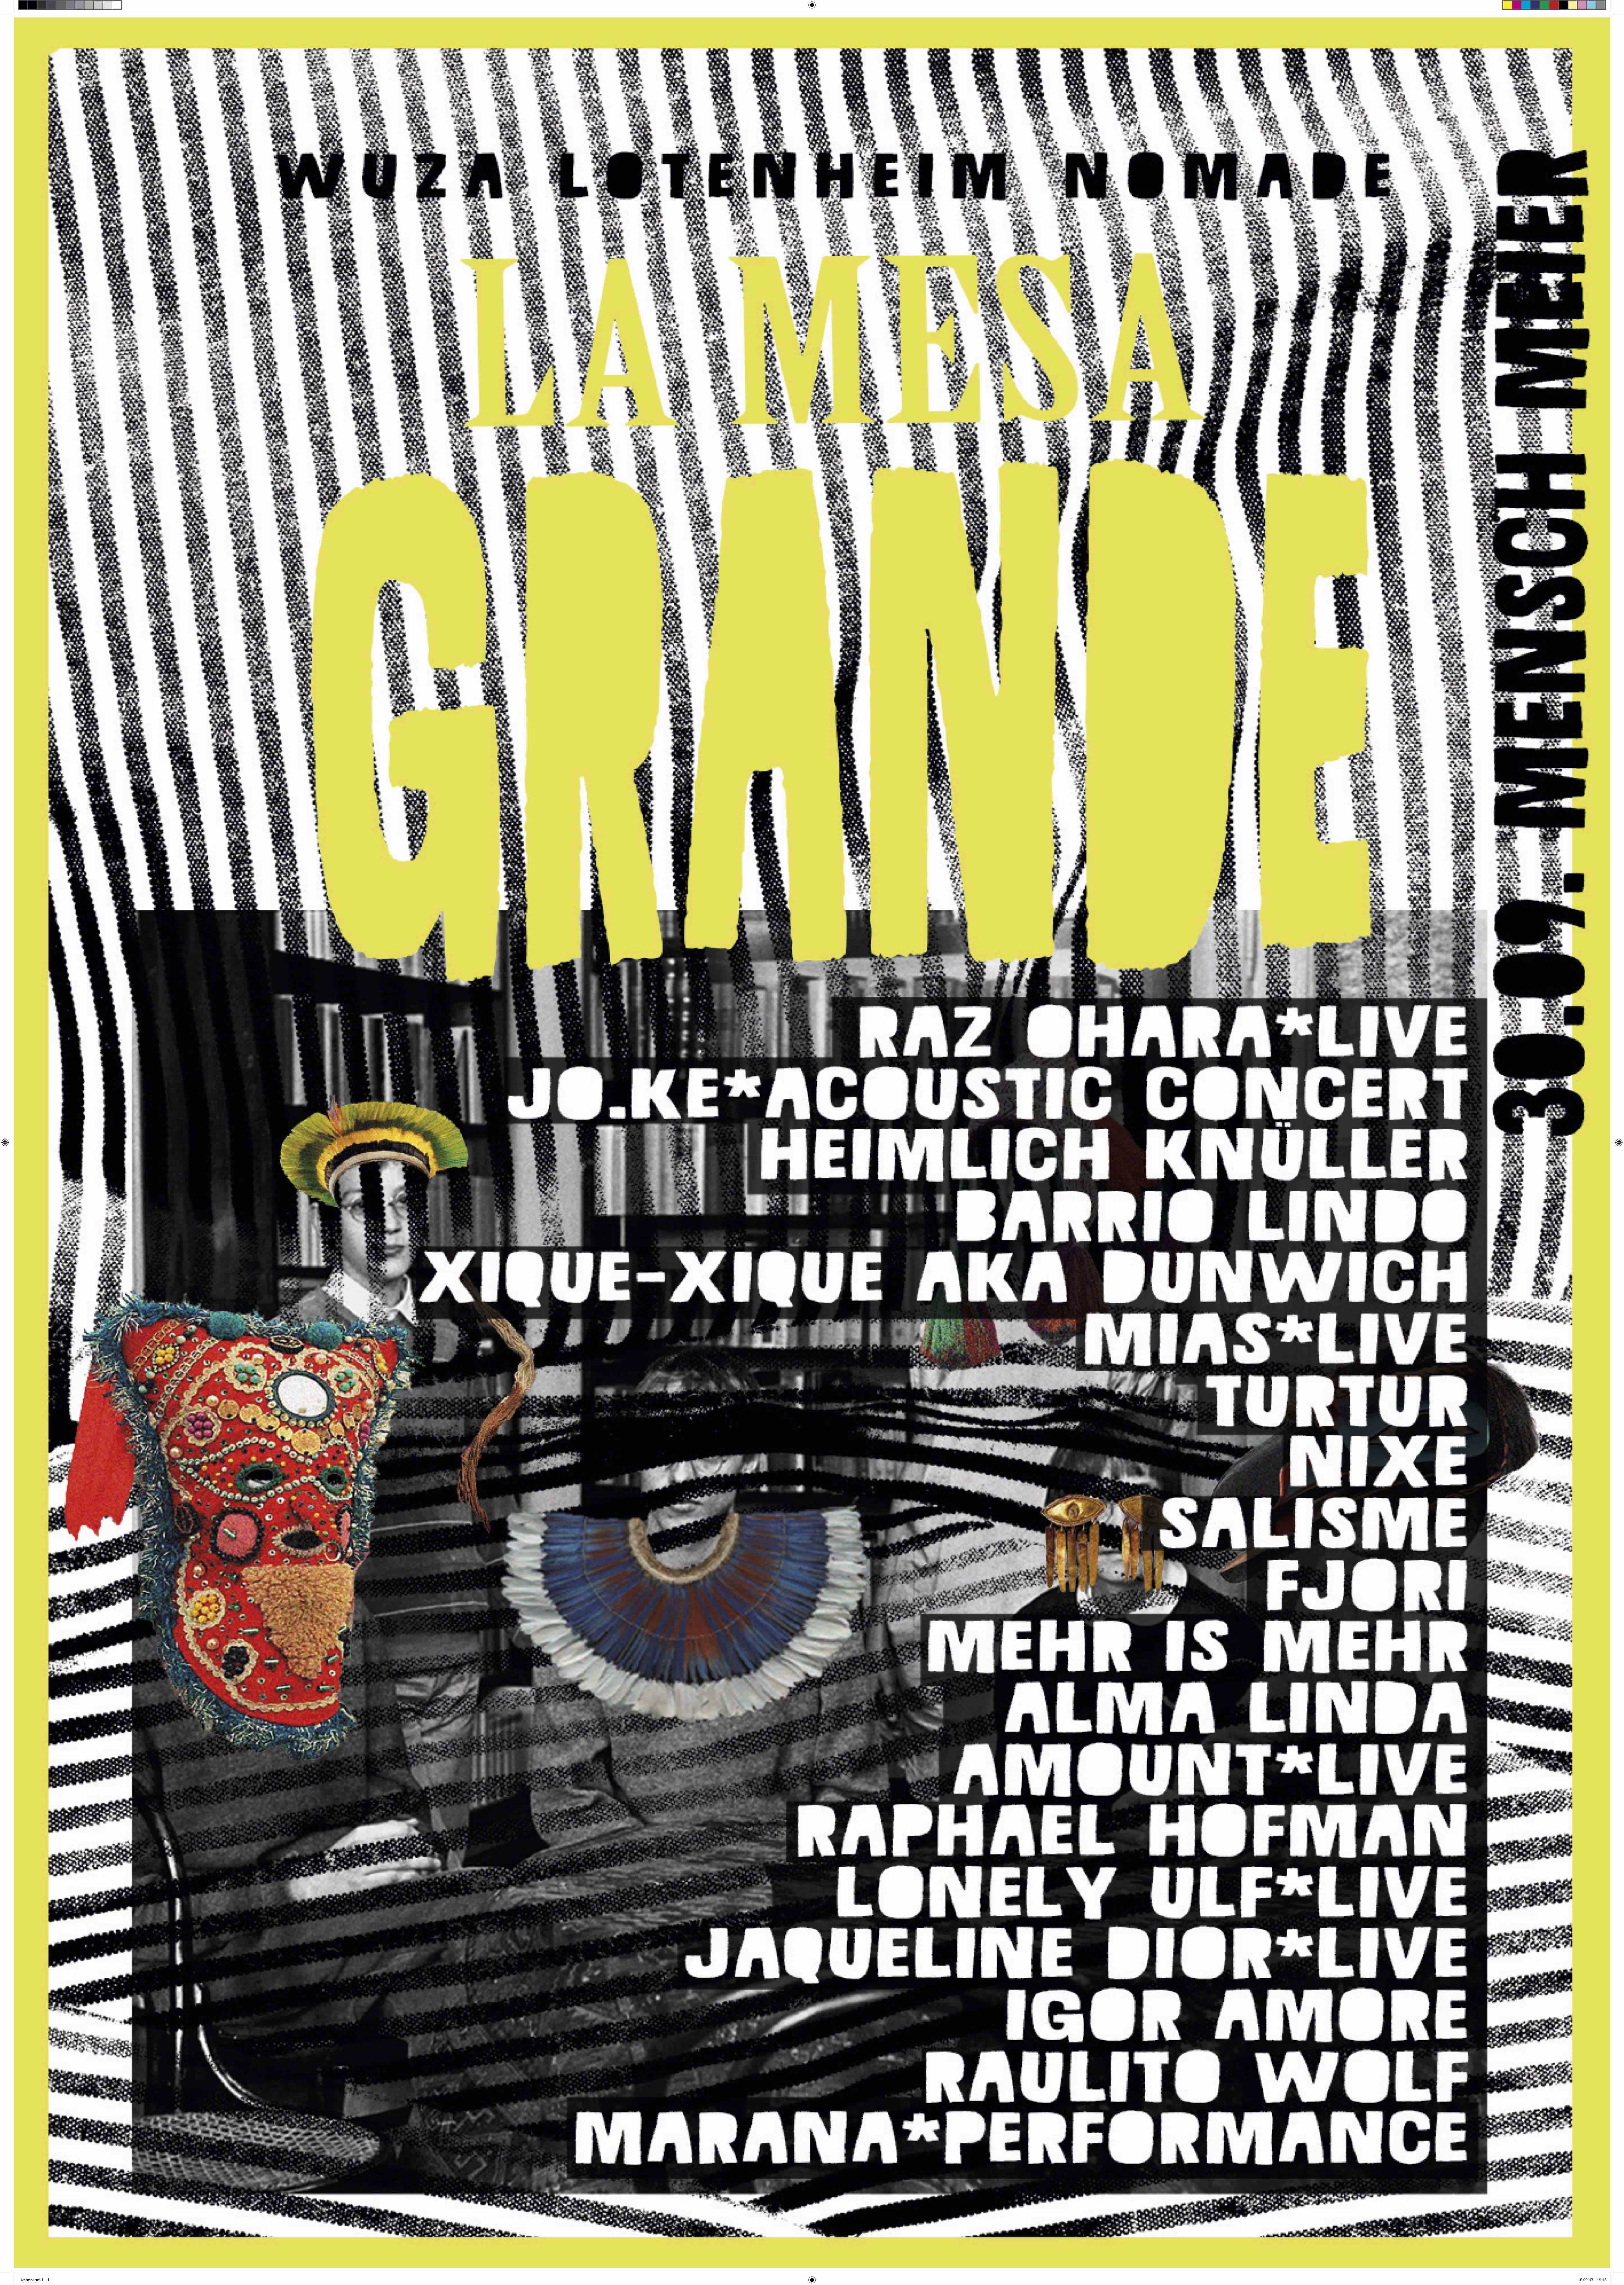 WUZA LOTENHEIM NOMADE
LA MESA
GRANDE
30.09. MENSCH MEIER
RAZ OHARA*LIVE
JO.KE*ACOUSTIC CONCERT
HEIMLICH KNÜLLER
BARRIO LINDO
XIQUE-XIQUE AKA DUNWICH
MIAS*LIVE
TURTUR
NIXE
SALISME
FJORI
MEHR IS MEHR
ALMA LINDA
AMOUNT*LIVE
RAPHAEL HOFMAN
LONELY ULF*LIVE
JAQUELINE DIOR*LIVE
IGOR AMORE
RAULITO WOLF
MARANA*PERFORMANCE